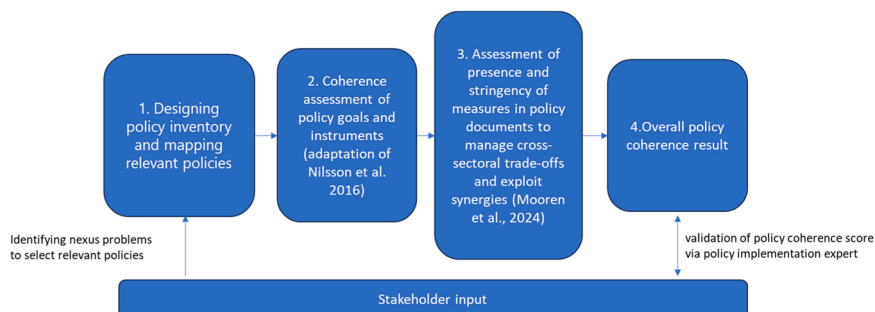 1. Designing
policy inventory
and mapping
relevant policies
2. Coherence
assessment of
policy goals and
instruments
(adaptation of
Nilsson et al.
2016)
3. Assessment of
presence and
stringency of
measures in policy
documents to
manage cross-
sectoral trade-offs
and exploit
synergies (Mooren
et al., 2024)
4.Overall policy
coherence result
Identifying nexus problems
to select relevant policies
validation of policy coherence score
via policy implementation expert
Stakeholder input